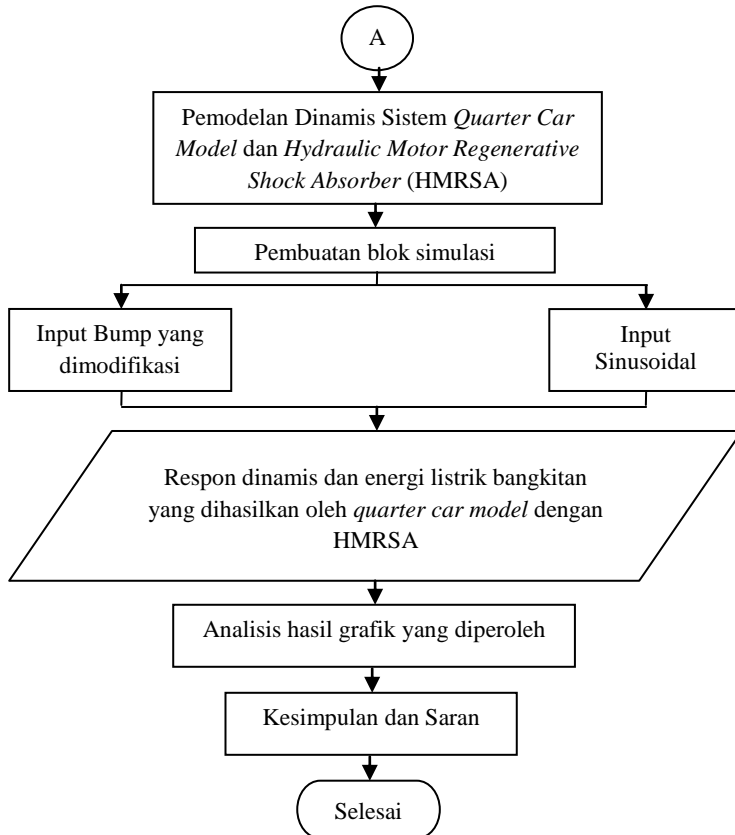 A
Pemodelan Dinamis Sistem Quarter Car
Model dan Hydraulic Motor Regenerative
Shock Absorber (HMRSA)
Pembuatan blok simulasi
Input Bump yang
dimodifikasi
Input
Sinusoidal
Respon dinamis dan energi listrik bangkitan
yang dihasilkan oleh quarter car model dengan
HMRSA
Analisis hasil grafik yang diperoleh
Kesimpulan dan Saran
Selesai